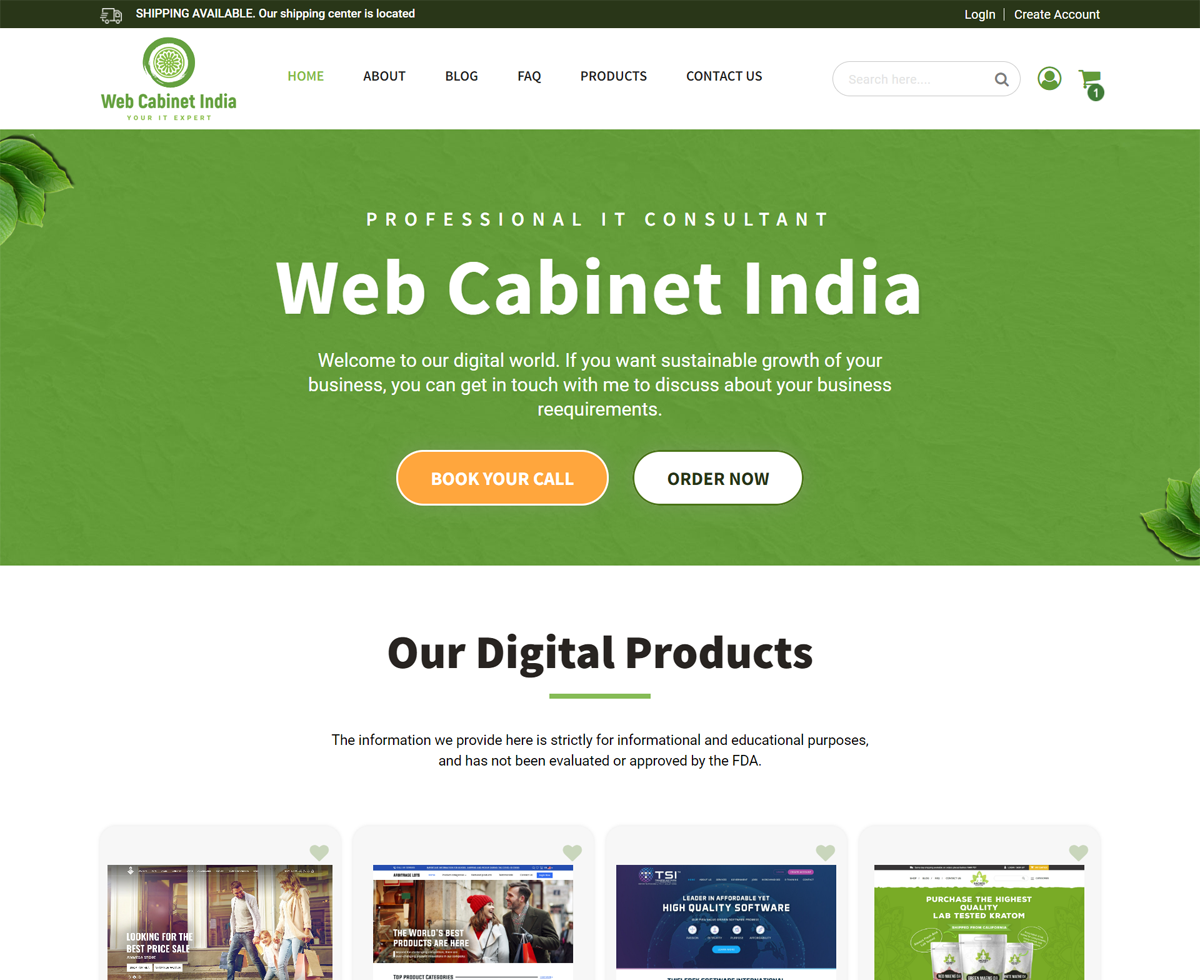 SHIPPING AVAILABLE. Our shipping center is located
LogIn
Create Account
Web Cabinet India
YOUR IT EXPERT
HOME
ABOUT
BLOG
FAQ
PRODUCTS
CONTACT US
Search here....
1
PROFESSIONAL IT CONSULTANT
Web Cabinet India
Welcome to our digital world. If you want sustainable growth of your
business, you can get in touch with me to discuss about your business
reequirements.
BOOK YOUR CALL
ORDER NOW
Our Digital Products
The information we provide here is strictly for informational and educational purposes,
and has not been evaluated or approved by the FDA.
LOOKING FOR THE
BEST PRICE SALE
THE WORLD'S BEST
PRODUCTS ARE HERE
TOP PRODUCT CATEGORIES
TSI
LEADER IN AFFORDABLE YET
HIGH QUALITY SOFTWARE
PURCHASE THE HIGHEST
QUALITY
LAB TESTED KRATOM
SHIPPED FROM CALIFORNIA